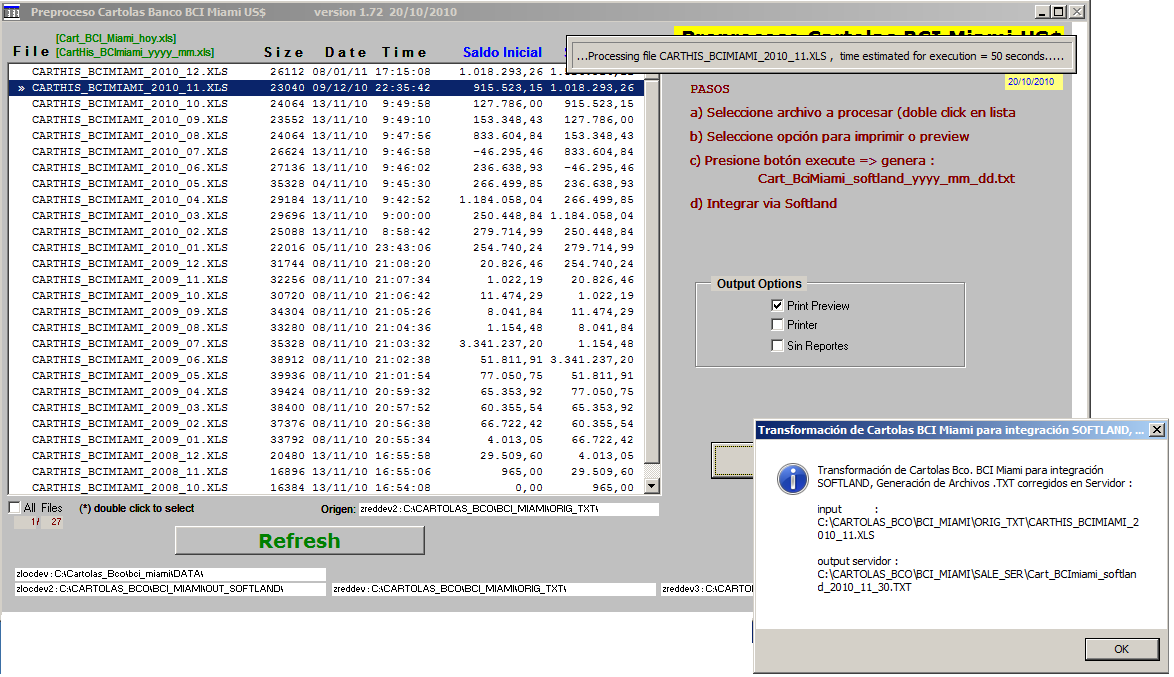 Preproceso Cartolas Banco BCI Miami US$ version 1.72 20/10/2010
[Cart_BCI_Miami_hoy.xls]
File [CartHis_BCImiami_yyyy_mm.xls] Size Date Time Saldo Inicial
Preproceso Cartolas BCI Miami US$
...Processing file CARTHIS_BCIMIAMI_2010_11.XLS , time estimated for execution = 50 seconds.....
20/10/2010
CARTHIS_BCIMIAMI_2010_12.XLS 26112 08/01/11 17:15:08 1.018.293,26
» CARTHIS_BCIMIAMI_2010_11.XLS 23040 09/12/10 22:35:42 915.523,15 1.018.293,26
CARTHIS_BCIMIAMI_2010_10.XLS 24064 13/11/10 9:49:58 127.786,00 915.523,15
CARTHIS_BCIMIAMI_2010_09.XLS 23552 13/11/10 9:49:10 153.348,43 127.786,00
CARTHIS_BCIMIAMI_2010_08.XLS 24064 13/11/10 9:47:56 833.604,84 153.348,43
CARTHIS_BCIMIAMI_2010_07.XLS 26624 13/11/10 9:46:58 -46.295,46 833.604,84
CARTHIS_BCIMIAMI_2010_06.XLS 27136 13/11/10 9:46:02 236.638,93 -46.295,46
CARTHIS_BCIMIAMI_2010_05.XLS 35328 04/11/10 9:45:30 266.499,85 236.638,93
CARTHIS_BCIMIAMI_2010_04.XLS 29184 13/11/10 9:42:52 1.184.058,04 266.499,85
CARTHIS_BCIMIAMI_2010_03.XLS 29696 13/11/10 9:00:00 250.448,84 1.184.058,04
CARTHIS_BCIMIAMI_2010_02.XLS 25088 13/11/10 8:58:42 279.714,99 250.448,84
CARTHIS_BCIMIAMI_2010_01.XLS 22016 05/11/10 23:43:06 254.740,24 279.714,99
CARTHIS_BCIMIAMI_2009_12.XLS 31744 08/11/10 21:08:20 20.826,46 254.740,24
CARTHIS_BCIMIAMI_2009_11.XLS 32256 08/11/10 21:07:34 1.022,19 20.826,46
CARTHIS_BCIMIAMI_2009_10.XLS 30720 08/11/10 21:06:42 11.474,29 1.022,19
CARTHIS_BCIMIAMI_2009_09.XLS 34304 08/11/10 21:05:26 8.041,84 11.474,29
CARTHIS_BCIMIAMI_2009_08.XLS 33280 08/11/10 21:04:36 1.154,48 8.041,84
CARTHIS_BCIMIAMI_2009_07.XLS 35328 08/11/10 21:03:32 3.341.237,20 1.154,48
CARTHIS_BCIMIAMI_2009_06.XLS 38912 08/11/10 21:02:38 51.811,91 3.341.237,20
CARTHIS_BCIMIAMI_2009_05.XLS 39936 08/11/10 21:01:54 77.050,75 51.811,91
CARTHIS_BCIMIAMI_2009_04.XLS 39424 08/11/10 20:59:32 65.353,92 77.050,75
CARTHIS_BCIMIAMI_2009_03.XLS 38400 08/11/10 20:57:52 60.355,54 65.353,92
CARTHIS_BCIMIAMI_2009_02.XLS 37376 08/11/10 20:56:38 66.722,42 60.355,54
CARTHIS_BCIMIAMI_2009_01.XLS 33792 08/11/10 20:55:34 4.013,05 66.722,42
CARTHIS_BCIMIAMI_2008_12.XLS 20480 13/11/10 16:55:58 29.509,60 4.013,05
CARTHIS_BCIMIAMI_2008_11.XLS 16896 13/11/10 16:55:06 965,00 29.509,60
CARTHIS_BCIMIAMI_2008_10.XLS 16384 13/11/10 16:54:08 0,00 965,00
PASOS
a) Seleccione archivo a procesar (doble click en lista
b) Seleccione opción para imprimir o preview
c) Presione botón execute => genera :
Cart_BciMiami_softland_yyyy_mm_dd.txt
d) Integrar via Softland
Output Options
Print Preview
Printer
Sin Reportes
All Files (*) double click to select Origen: zreddev2 : C:\CARTOLAS_BCO\BCI_MIAMI\ORIG_TXT\
1/ 27
Refresh
zlocdev : C:\Cartolas_Bco\bci_miami\DATA\
zlocdev2 : C:\CARTOLAS_BCO\BCI_MIAMI\OUT_SOFTLAND\ zreddev : C:\CARTOLAS_BCO\BCI_MIAMI\ORIG_TXT\ zreddev3 : C:\CARTO
Transformación de Cartolas BCI Miami para integración SOFTLAND, ...
Transformación de Cartolas Bco. BCI Miami para integración
SOFTLAND, Generación de Archivos .TXT corregidos en Servidor :
input :
C:\CARTOLAS_BCO\BCI_MIAMI\ORIG_TXT\CARTHIS_BCIMIAMI_2
010_11.XLS
output servidor :
C:\CARTOLAS_BCO\BCI_MIAMI\SALE_SER\Cart_BCImiami_softlan
d_2010_11_30.TXT
OK